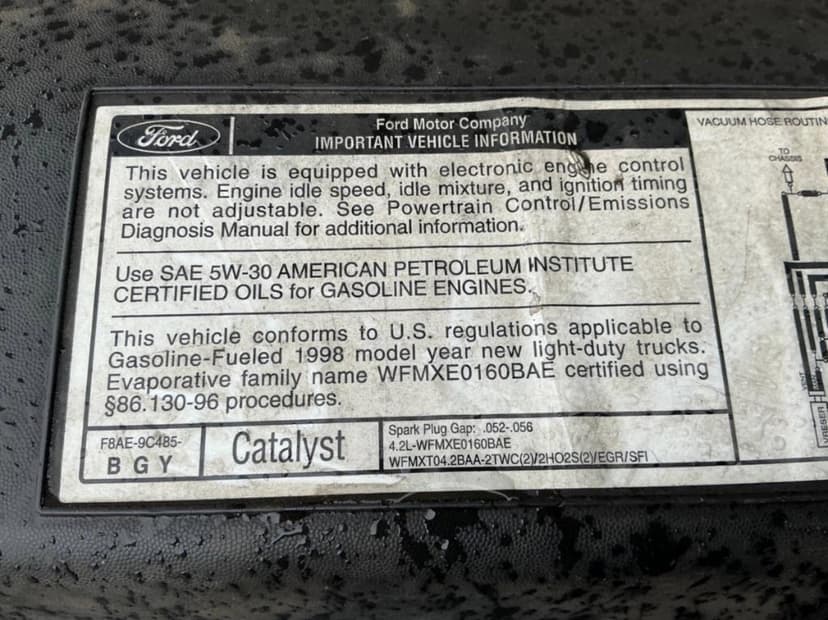 Ford
Ford Motor Company
IMPORTANT VEHICLE INFORMATION
This vehicle is equipped with electronic engine control
systems. Engine idle speed, idle mixture, and ignition timing
are not adjustable. See Powertrain Control/Emissions
Diagnosis Manual for additional information.
Use SAE 5W-30 AMERICAN PETROLEUM INSTITUTE
CERTIFIED OILS for GASOLINE ENGINES.
This vehicle conforms to U.S. regulations applicable to
Gasoline-Fueled 1998 model year new light-duty trucks.
Evaporative family name WFMXE0160BAE certified using
§86.130-96 procedures.
F8AE-9C485-
B G Y
Catalyst
Spark Plug Gap: .052-.056
4.2L-WFMXE0160BAE
WFMXT04.2BAA-2TWC(2)/2HO2S(2)/EGR/SFI
VACUUM HOSE ROUTIN
TO
CHASSIS